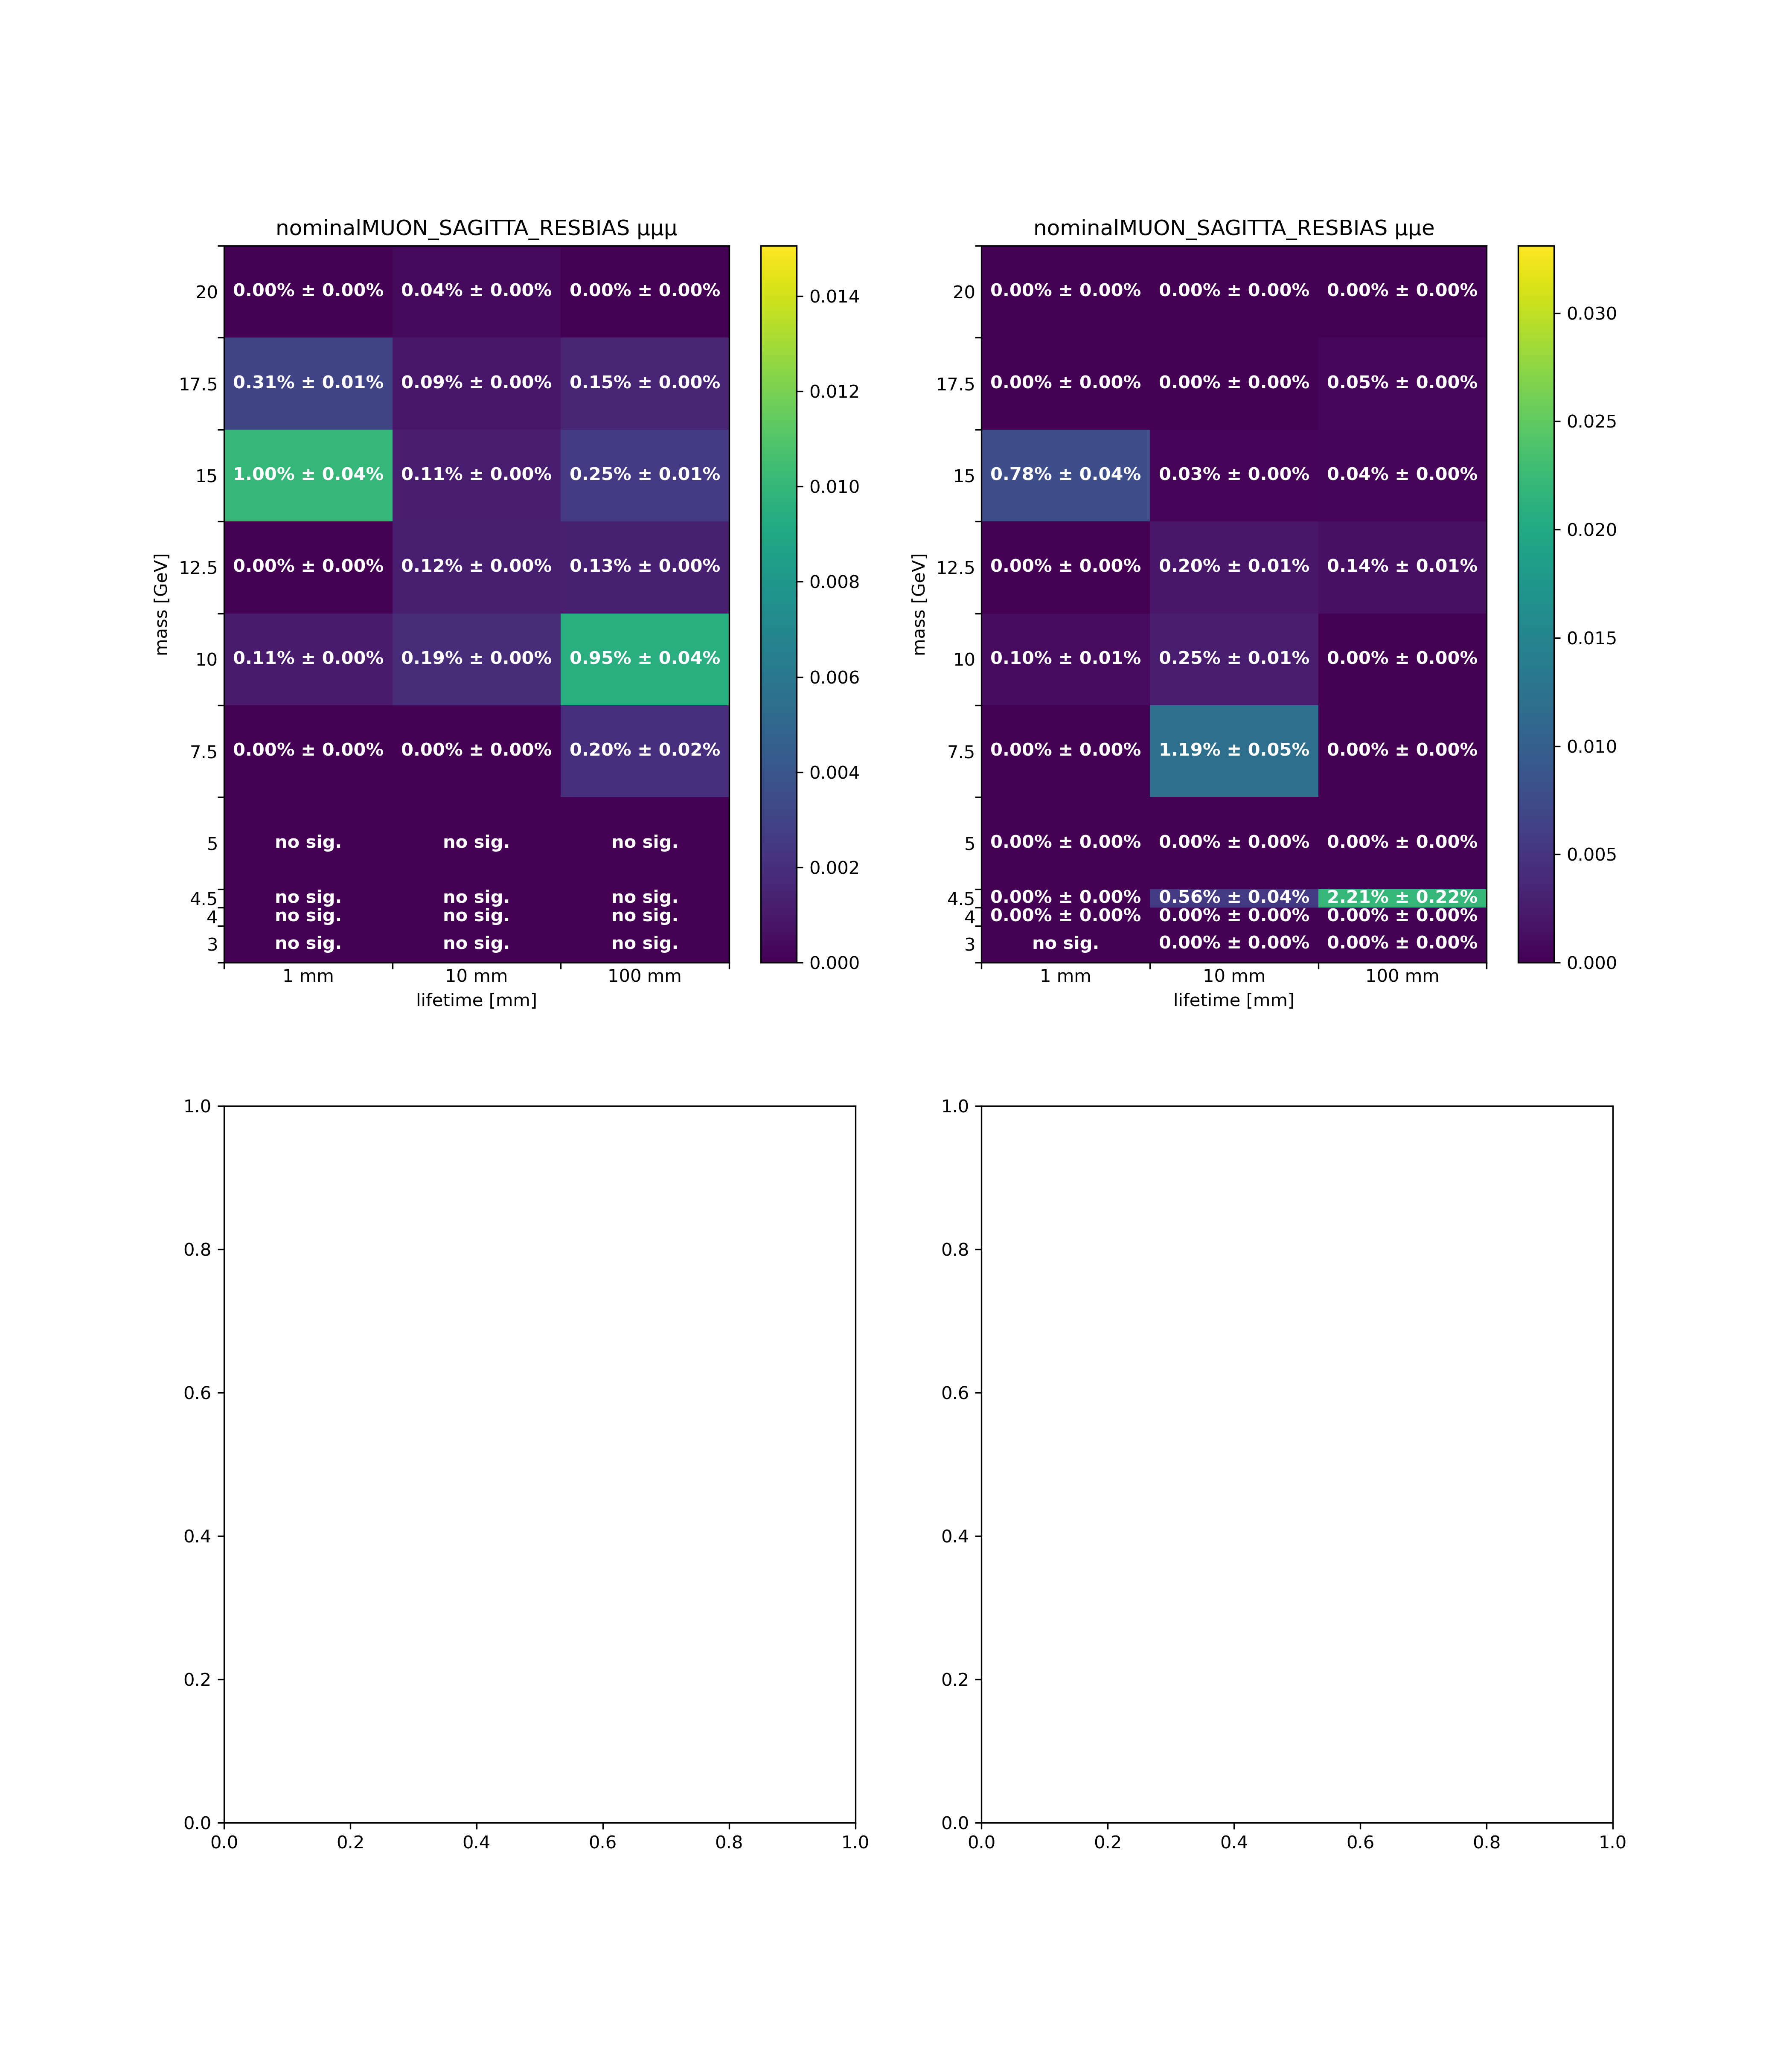 nominalMUON_SAGITTA_RESBIAS μμμ
20 0.00% ± 0.00% 0.04% ± 0.00% 0.00% ± 0.00%
17.5 0.31% ± 0.01% 0.09% ± 0.00% 0.15% ± 0.00%
15 1.00% ± 0.04% 0.11% ± 0.00% 0.25% ± 0.01%
12.5 0.00% ± 0.00% 0.12% ± 0.00% 0.13% ± 0.00%
10 0.11% ± 0.00% 0.19% ± 0.00% 0.95% ± 0.04%
7.5 0.00% ± 0.00% 0.00% ± 0.00% 0.20% ± 0.02%
5 no sig. no sig. no sig.
4.5 no sig. no sig. no sig.
4 no sig. no sig. no sig.
3 no sig. no sig. no sig.
1 mm 10 mm 100 mm
lifetime [mm]
mass [GeV]
0.014
0.012
0.010
0.008
0.006
0.004
0.002
0.000
nominalMUON_SAGITTA_RESBIAS μμe
20 0.00% ± 0.00% 0.00% ± 0.00% 0.00% ± 0.00%
17.5 0.00% ± 0.00% 0.00% ± 0.00% 0.05% ± 0.00%
15 0.78% ± 0.04% 0.03% ± 0.00% 0.04% ± 0.00%
12.5 0.00% ± 0.00% 0.20% ± 0.01% 0.14% ± 0.01%
10 0.10% ± 0.01% 0.25% ± 0.01% 0.00% ± 0.00%
7.5 0.00% ± 0.00% 1.19% ± 0.05% 0.00% ± 0.00%
5 0.00% ± 0.00% 0.00% ± 0.00% 0.00% ± 0.00%
4.5 0.00% ± 0.00% 0.56% ± 0.04% 2.21% ± 0.22%
4 0.00% ± 0.00% 0.00% ± 0.00% 0.00% ± 0.00%
3 no sig. 0.00% ± 0.00% 0.00% ± 0.00%
1 mm 10 mm 100 mm
lifetime [mm]
mass [GeV]
0.030
0.025
0.020
0.015
0.010
0.005
0.000
1.0
0.8
0.6
0.4
0.2
0.0
0.0 0.2 0.4 0.6 0.8 1.0
1.0
0.8
0.6
0.4
0.2
0.0
0.0 0.2 0.4 0.6 0.8 1.0